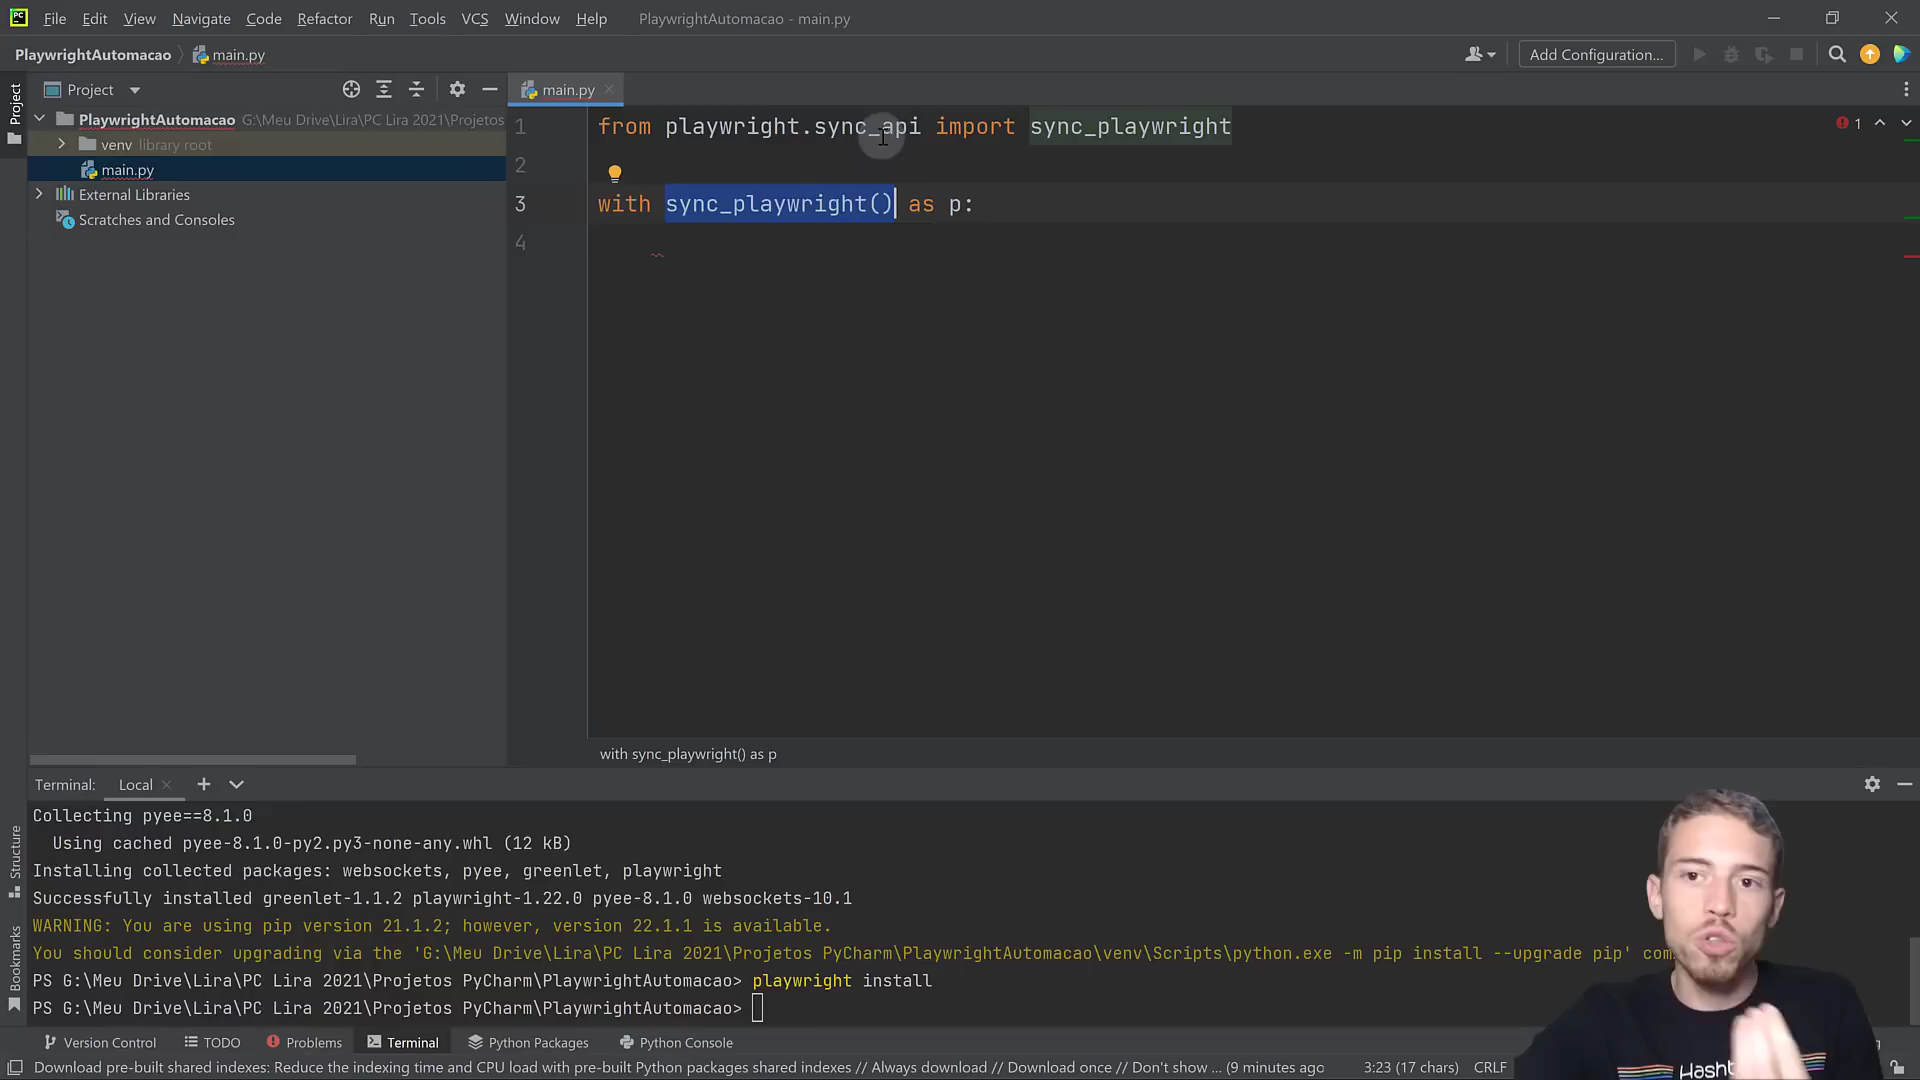 File Edit View Navigate Code Refactor Run Tools VCS Window Help PlaywrightAutomacao - main.py
PlaywrightAutomacao main.py
Add Configuration...
Project
main.py
PlaywrightAutomacao G:\Meu Drive\Lira\PC Lira 2021\Projetos
venv library root
main.py
External Libraries
Scratches and Consoles
Project
1 from playwright.sync_api import sync_playwright
1
2
3 with sync_playwright() as p:
4
with sync_playwright() as p
Terminal: Local
Collecting pyee==8.1.0
Using cached pyee-8.1.0-py2.py3-none-any.whl (12 kB)
Installing collected packages: websockets, pyee, greenlet, playwright
Successfully installed greenlet-1.1.2 playwright-1.22.0 pyee-8.1.0 websockets-10.1
WARNING: You are using pip version 21.1.2; however, version 22.1.1 is available.
You should consider upgrading via the 'G:\Meu Drive\Lira\PC Lira 2021\Projetos PyCharm\PlaywrightAutomacao\venv\Scripts\python.exe -m pip install --upgrade pip' com
PS G:\Meu Drive\Lira\PC Lira 2021\Projetos PyCharm\PlaywrightAutomacao> playwright install
PS G:\Meu Drive\Lira\PC Lira 2021\Projetos PyCharm\PlaywrightAutomacao>
Structure
Bookmarks
Version Control TODO Problems Terminal Python Packages Python Console
Download pre-built shared indexes: Reduce the indexing time and CPU load with pre-built Python packages shared indexes // Always download // Download once // Don't show ... (9 minutes ago 3:23 (17 chars) CRLF